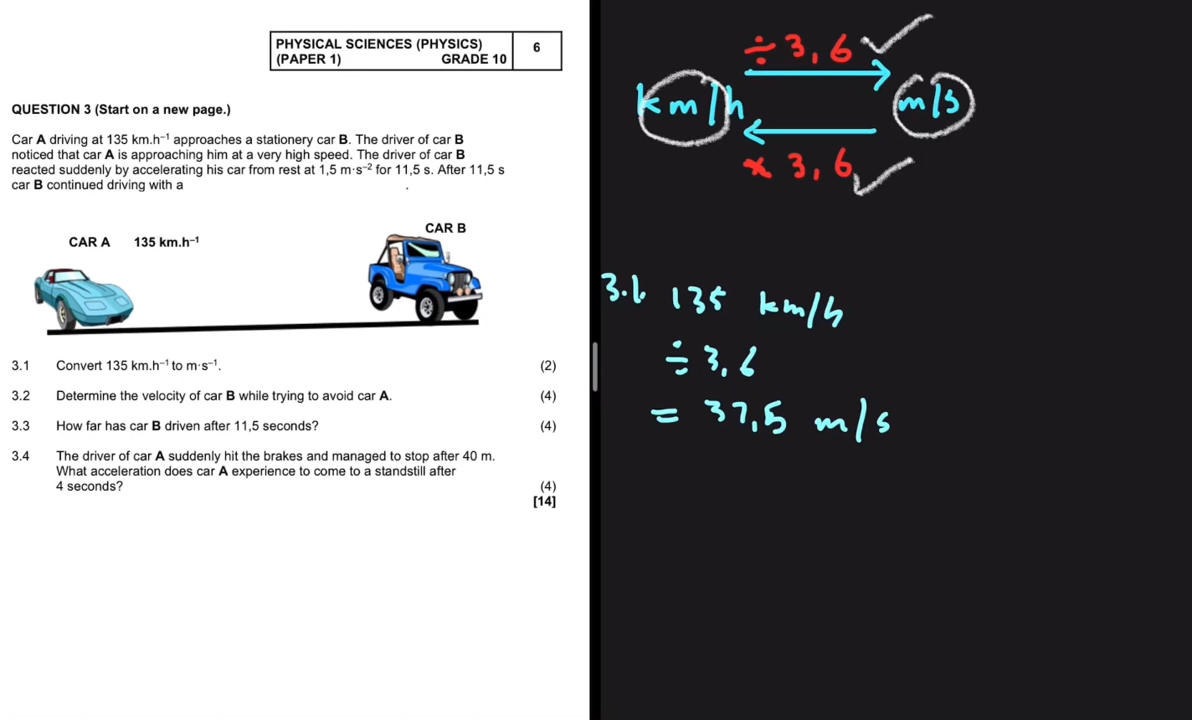 PHYSICAL SCIENCES (PHYSICS) 6
(PAPER 1) GRADE 10
QUESTION 3 (Start on a new page.)
Car A driving at 135 km.h⁻¹ approaches a stationary car B. The driver of car B
noticed that car A is approaching him at a very high speed. The driver of car B
reacted suddenly by accelerating his car from rest at 1,5 m·s⁻² for 11,5 s. After 11,5 s
car B continued driving with a
CAR B
CAR A 135 km.h⁻¹
3.1 Convert 135 km.h⁻¹ to m·s⁻¹. (2)
3.2 Determine the velocity of car B while trying to avoid car A. (4)
3.3 How far has car B driven after 11,5 seconds? (4)
3.4 The driver of car A suddenly hit the brakes and managed to stop after 40 m.
What acceleration does car A experience to come to a standstill after
4 seconds? (4)
[14]
÷ 3,6
km/h m/s
× 3,6
3.1. 135 km/h
÷ 3,6
= 37,5 m/s